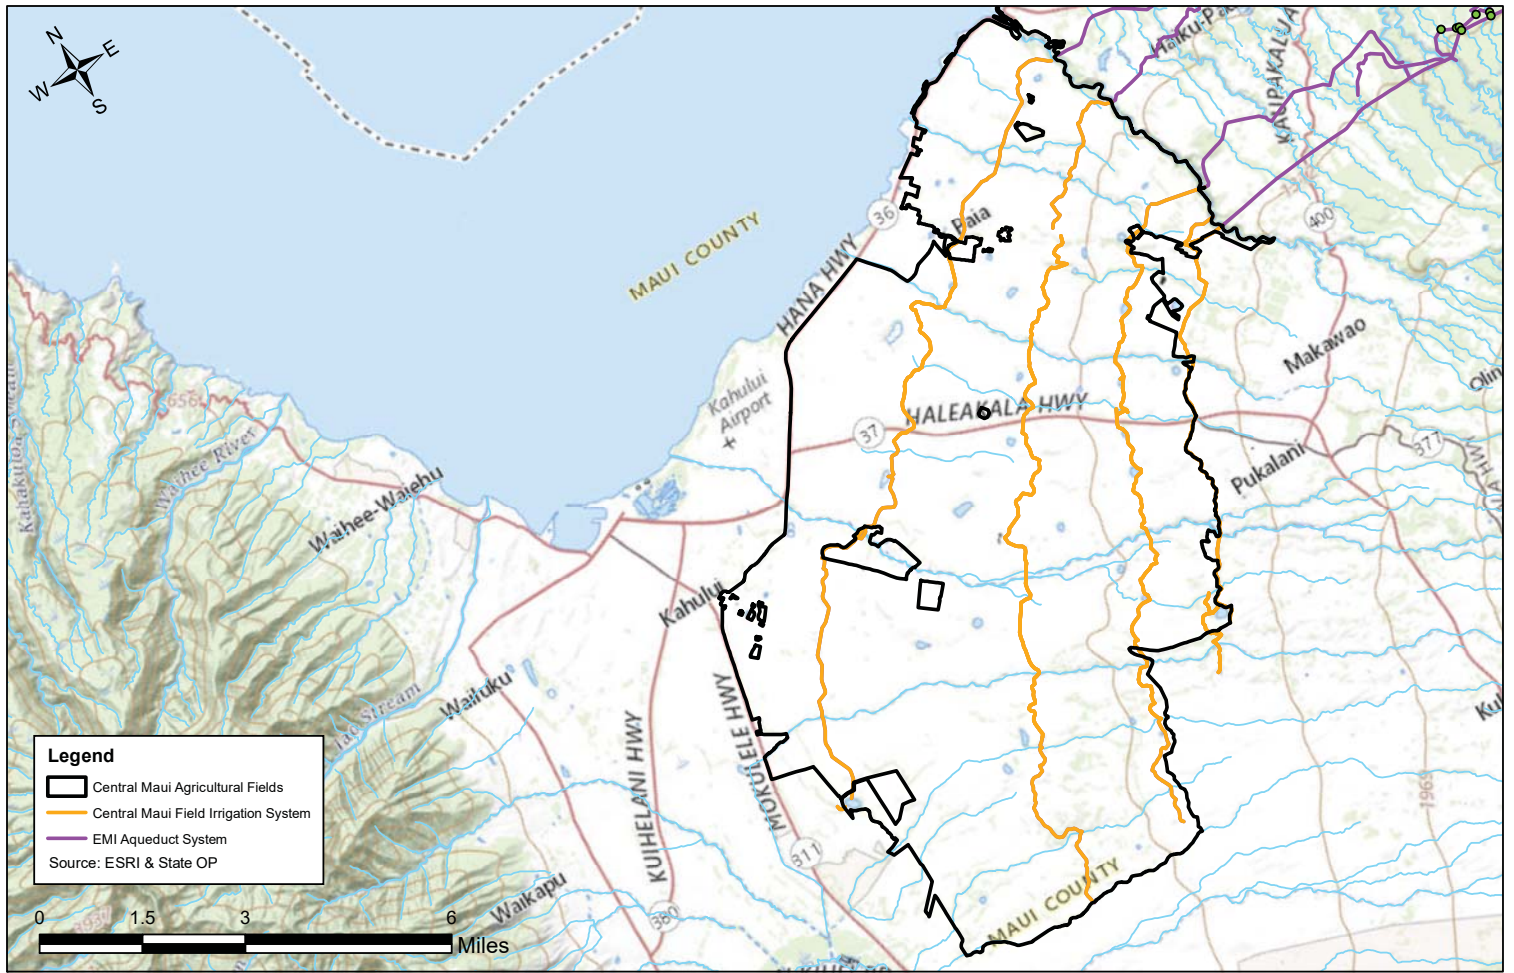 N
E
W
S
KAUPAKALUA
400
36
Paia
MAUI COUNTY
HANA HWY
Makawao
Kahului
Airport
HALEAKALA HWY
37
377
656
Waihee River
Waihee-Waiehu
Pukalani
Kahului
Wailuku
Iao Stream
KUIHELANI HWY
MOKULELE HWY
311
380
Waikapu
MAUI COUNTY
Legend
Central Maui Agricultural Fields
Central Maui Field Irrigation System
EMI Aqueduct System
Source: ESRI & State OP
0 1.5 3 6
Miles